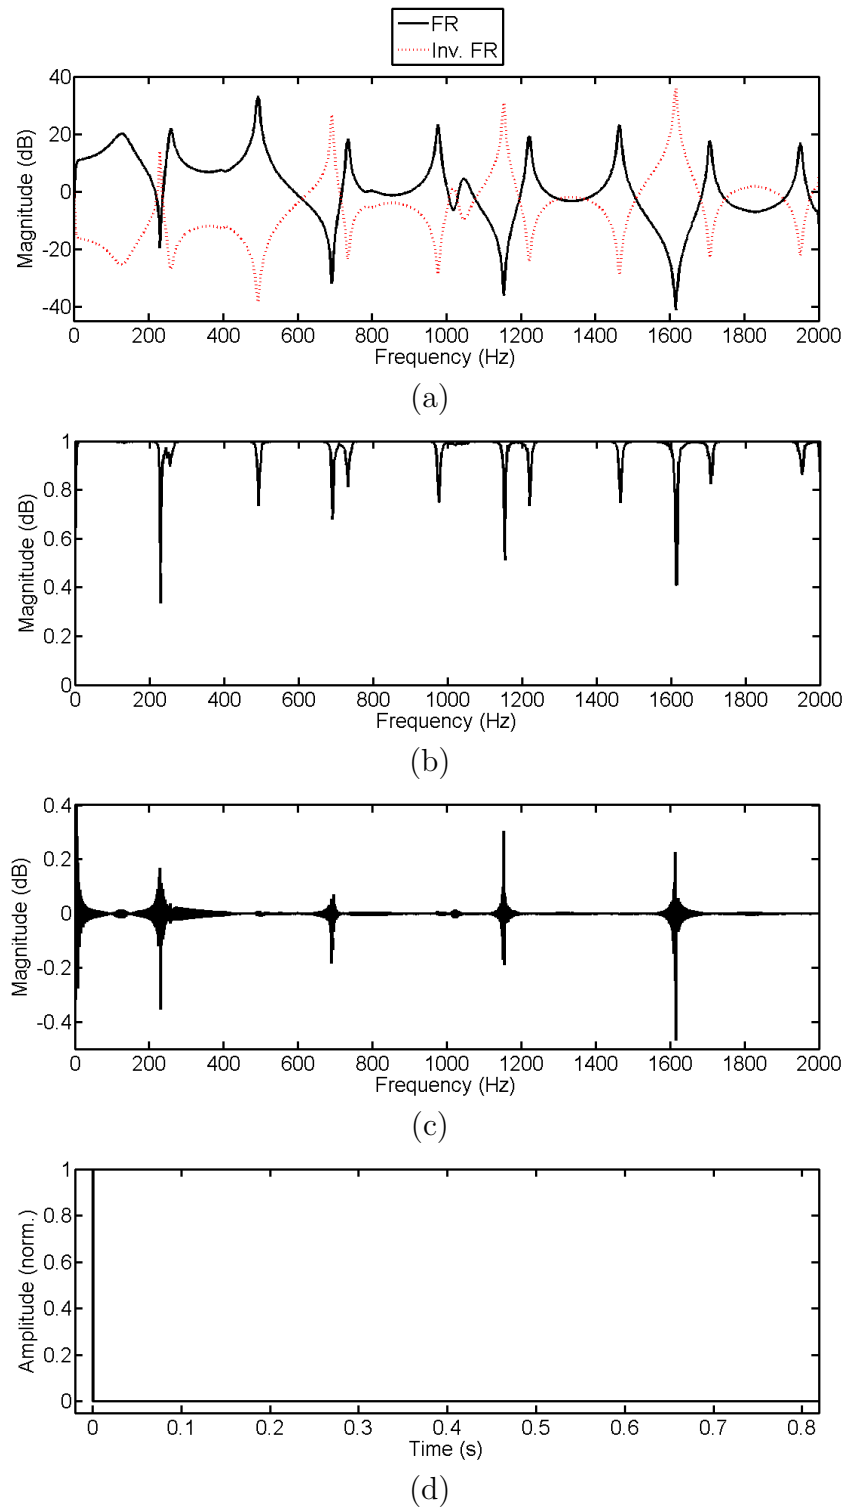 FR
Inv. FR
40
20
0
-20
-40
Magnitude (dB)
0 200 400 600 800 1000 1200 1400 1600 1800 2000
Frequency (Hz)
(a)
1
0.8
0.6
0.4
0.2
0
Magnitude (dB)
0 200 400 600 800 1000 1200 1400 1600 1800 2000
Frequency (Hz)
(b)
0.4
0.2
0
-0.2
-0.4
Magnitude (dB)
0 200 400 600 800 1000 1200 1400 1600 1800 2000
Frequency (Hz)
(c)
1
0.8
0.6
0.4
0.2
0
Amplitude (norm.)
0 0.1 0.2 0.3 0.4 0.5 0.6 0.7 0.8
Time (s)
(d)